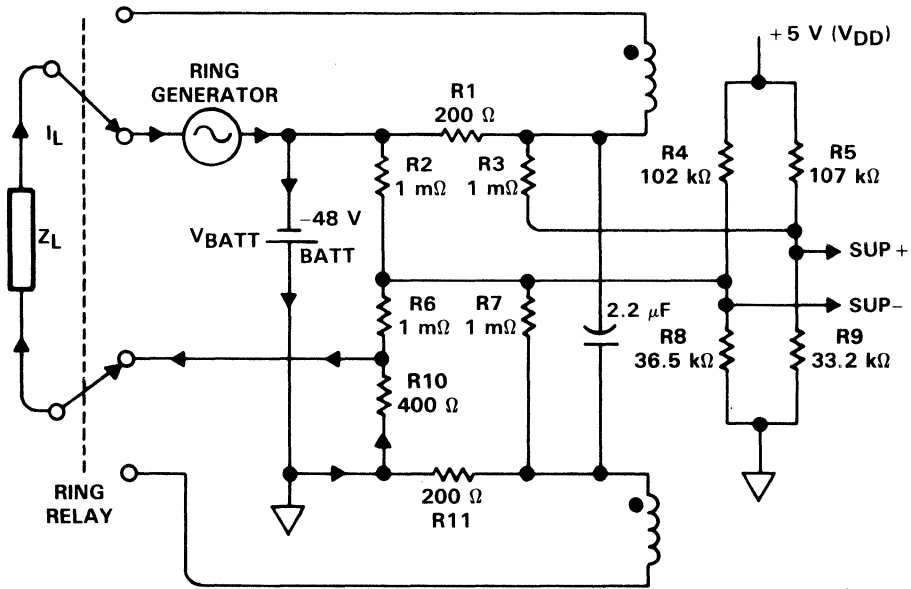 +5 V (VDD)
RING
GENERATOR
R1
200 Ω
IL
R2
1 mΩ
R3
1 mΩ
R4
102 kΩ
R5
107 kΩ
–48 V
VBATT
BATT
ZL
SUP +
SUP–
R6
1 mΩ
R7
1 mΩ
2.2 μF
R8
36.5 kΩ
R9
33.2 kΩ
R10
400 Ω
RING
RELAY
200 Ω
R11